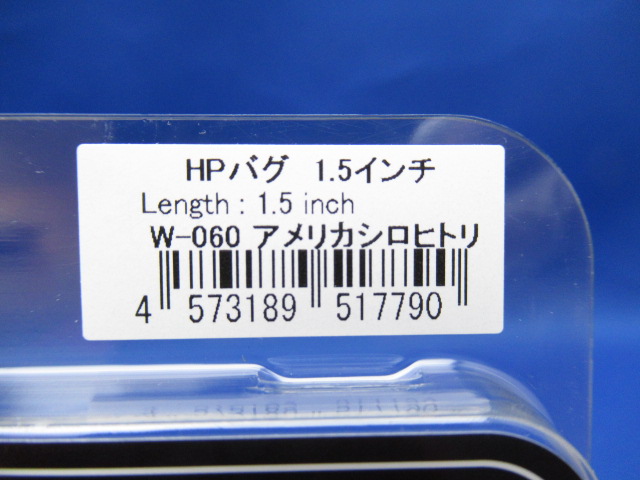 HPバグ 1.5インチ
Length : 1.5 inch
W-060 アメリカシロヒトリ
4 573189 517790